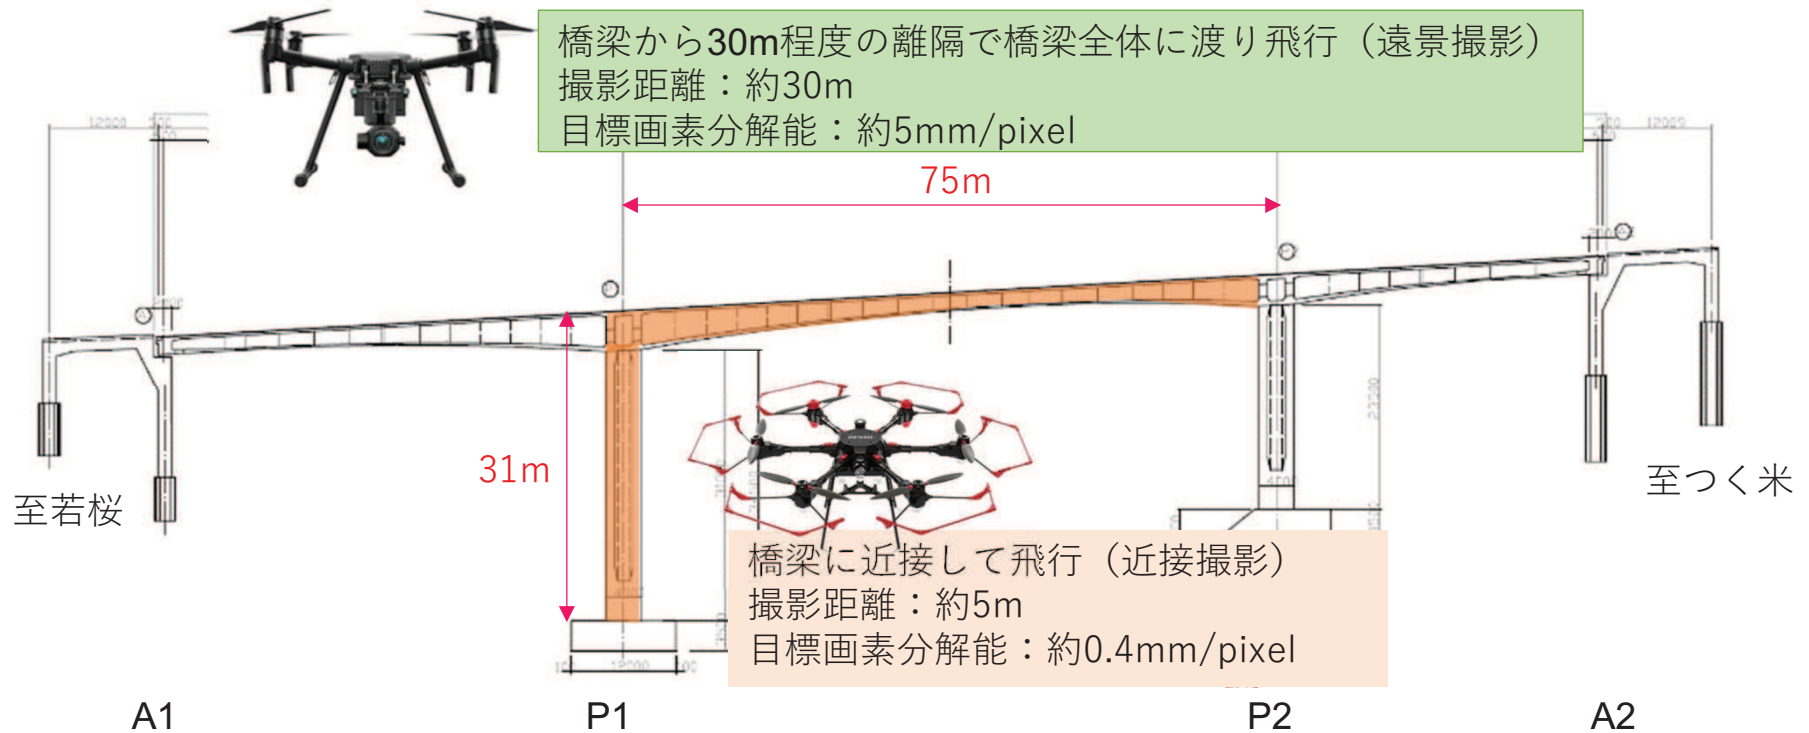 橋梁から30m程度の離隔で橋梁全体に渡り飛行（遠景撮影）
撮影距離：約30m
目標画素分解能：約5mm/pixel
12000
12000
75m
31m
23500
至若桜
至つく米
橋梁に近接して飛行（近接撮影）
撮影距離：約5m
目標画素分解能：約0.4mm/pixel
12000
A1
P1
P2
A2